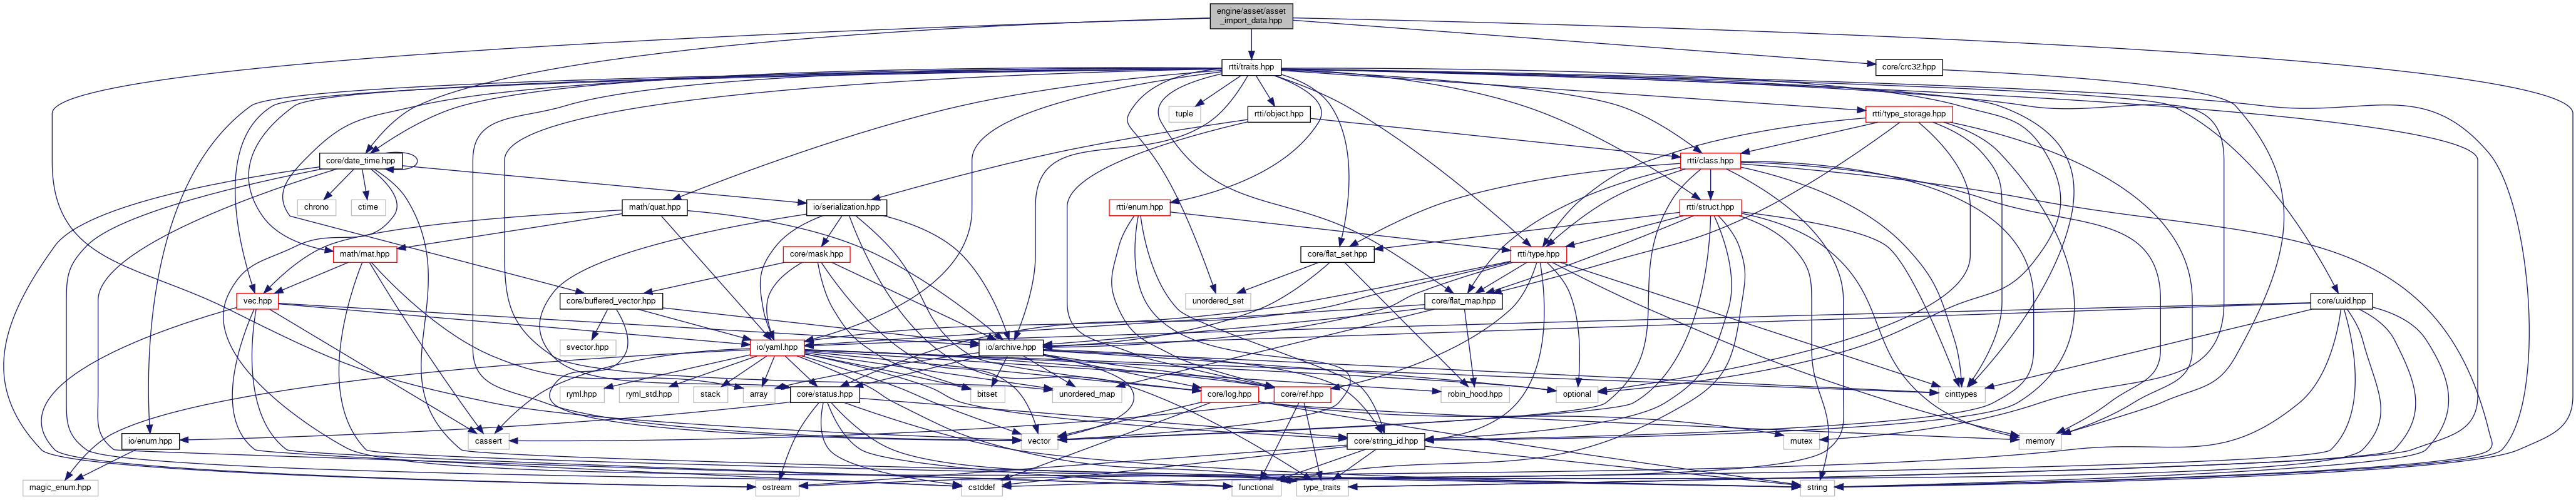 engine/asset/asset
_import_data.hpp
rtti/traits.hpp
core/crc32.hpp
tuple
rtti/object.hpp
rtti/type_storage.hpp
core/date_time.hpp
rtti/class.hpp
chrono
ctime
math/quat.hpp
io/serialization.hpp
rtti/enum.hpp
rtti/struct.hpp
math/mat.hpp
core/mask.hpp
core/flat_set.hpp
rtti/type.hpp
vec.hpp
core/buffered_vector.hpp
unordered_set
core/flat_map.hpp
core/uuid.hpp
svector.hpp
io/yaml.hpp
io/archive.hpp
ryml.hpp
ryml_std.hpp
stack
array
core/status.hpp
bitset
unordered_map
core/log.hpp
core/ref.hpp
robin_hood.hpp
optional
cinttypes
io/enum.hpp
cassert
vector
core/string_id.hpp
mutex
memory
magic_enum.hpp
ostream
cstddef
functional
type_traits
string